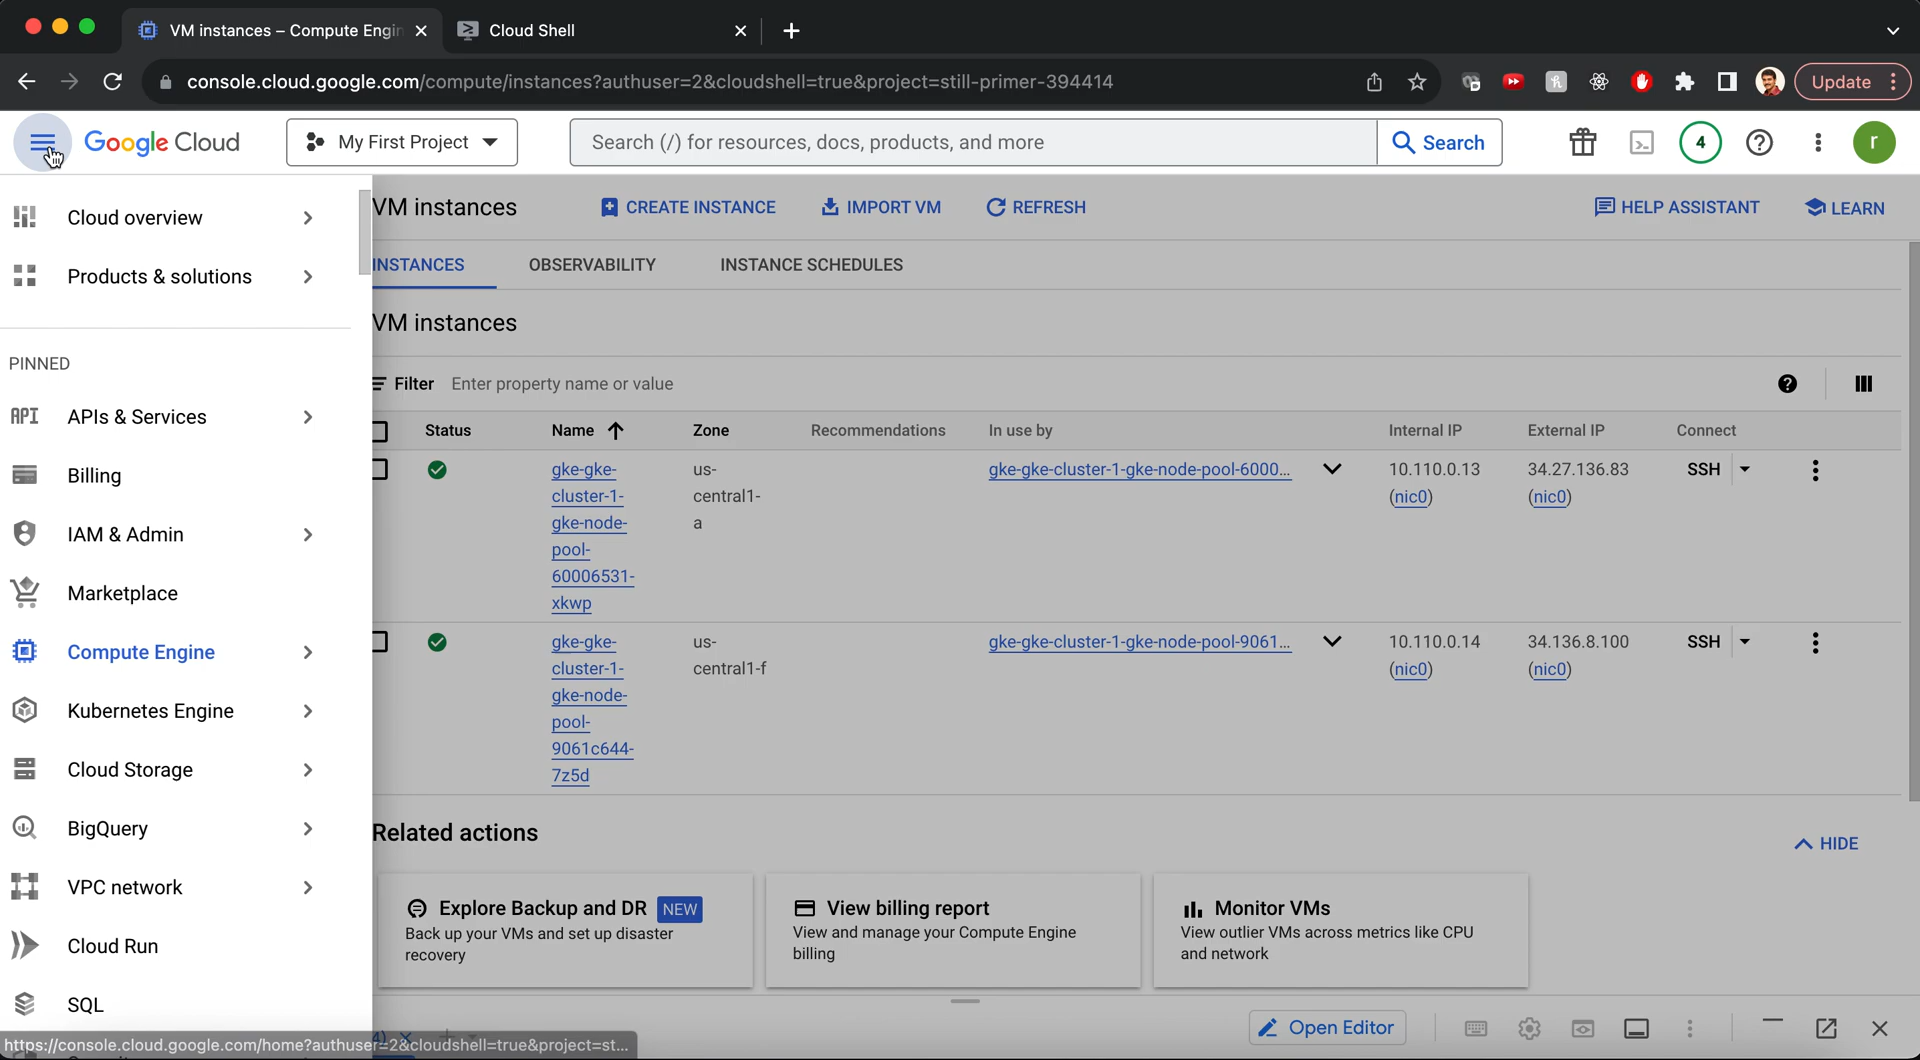 VM instances – Compute Engin
Cloud Shell
console.cloud.google.com/compute/instances?authuser=2&cloudshell=true&project=still-primer-394414
Update
Google Cloud
My First Project
Search (/) for resources, docs, products, and more
Search
4
r
Cloud overview
Products & solutions
PINNED
API
APIs & Services
Billing
IAM & Admin
Marketplace
Compute Engine
Kubernetes Engine
Cloud Storage
BigQuery
VPC network
Cloud Run
SQL
https://console.cloud.google.com/home?authuser=2&cloudshell=true&project=st...
VM instances
CREATE INSTANCE
IMPORT VM
REFRESH
HELP ASSISTANT
LEARN
INSTANCES
OBSERVABILITY
INSTANCE SCHEDULES
VM instances
Filter
Enter property name or value
Status
Name
Zone
Recommendations
In use by
Internal IP
External IP
Connect
gke-gke-
cluster-1-
gke-node-
pool-
60006531-
xkwp
us-
central1-
a
gke-gke-cluster-1-gke-node-pool-6000...
10.110.0.13
(nic0)
34.27.136.83
(nic0)
SSH
gke-gke-
cluster-1-
gke-node-
pool-
9061c644-
7z5d
us-
central1-f
gke-gke-cluster-1-gke-node-pool-9061...
10.110.0.14
(nic0)
34.136.8.100
(nic0)
SSH
Related actions
HIDE
Explore Backup and DR
NEW
Back up your VMs and set up disaster
recovery
View billing report
View and manage your Compute Engine
billing
Monitor VMs
View outlier VMs across metrics like CPU
and network
Open Editor